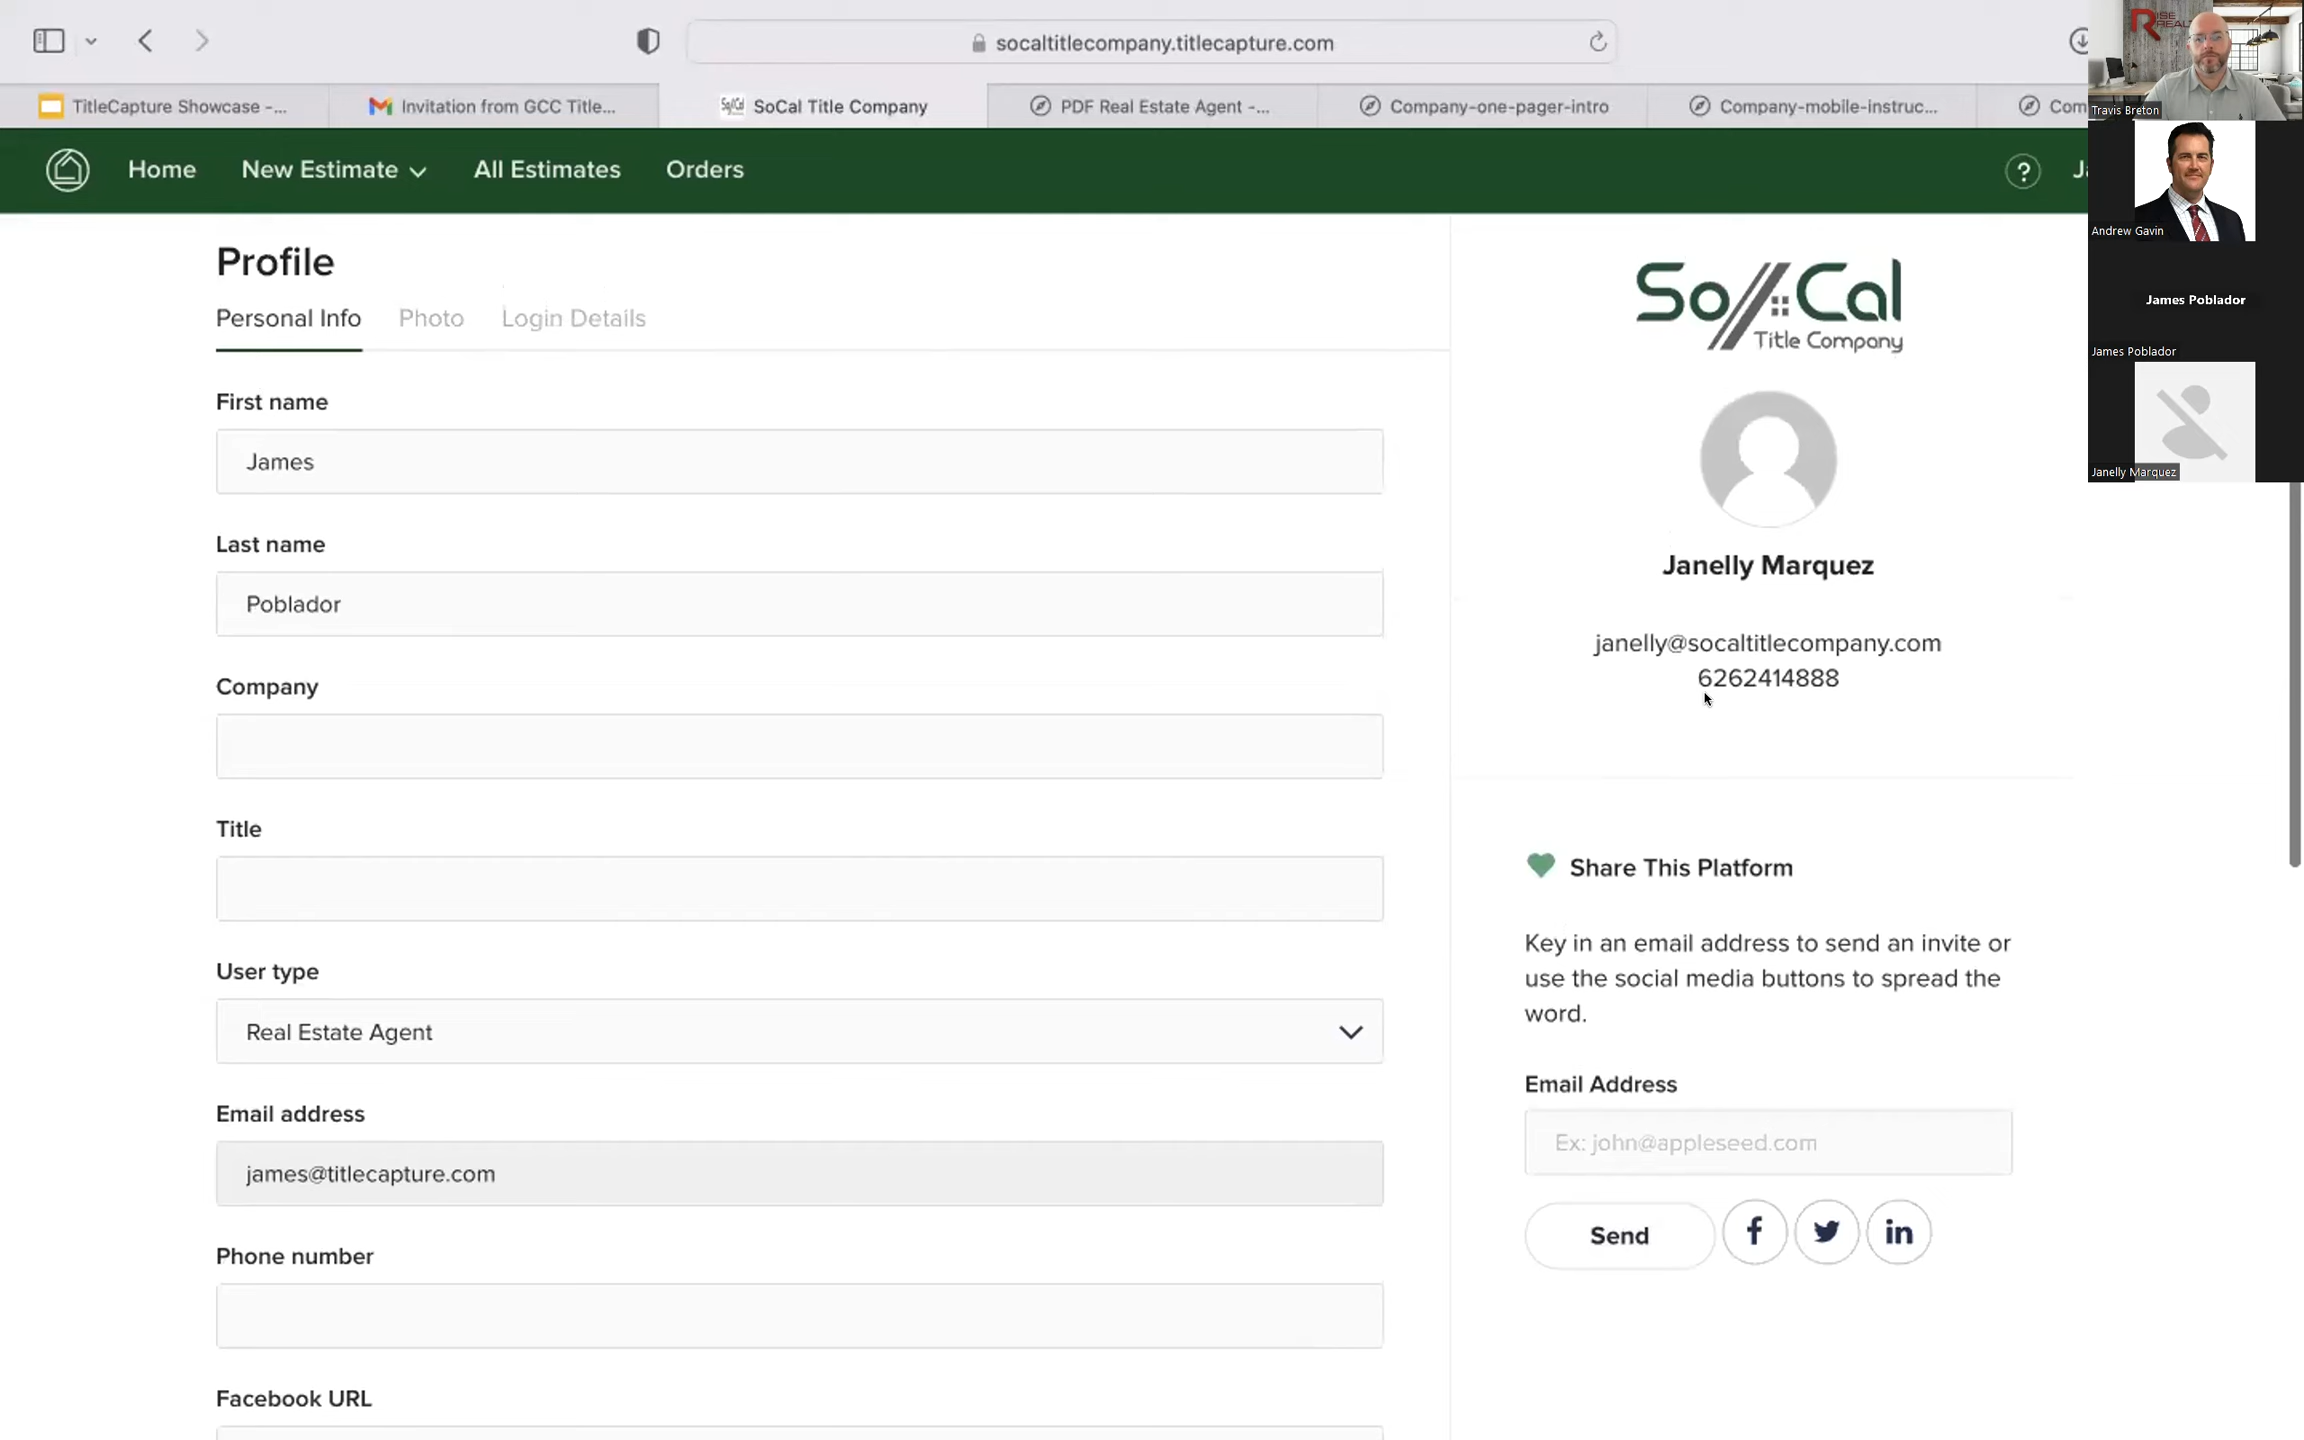 socaltitlecompany.titlecapture.com
TitleCapture Showcase -...
Invitation from GCC Title...
SoCal Title Company
PDF Real Estate Agent -...
Company-one-pager-intro
Company-mobile-instruc...
Com
Home
New Estimate
All Estimates
Orders
?
Travis Breton
Andrew Gavin
James Poblador
James Poblador
Janelly Marquez
Profile
Personal Info
Photo
Login Details
First name
James
Last name
Poblador
Company
Title
User type
Real Estate Agent
Email address
james@titlecapture.com
Phone number
Facebook URL
SoCal
Title Company
Janelly Marquez
janelly@socaltitlecompany.com
6262414888
Share This Platform
Key in an email address to send an invite or
use the social media buttons to spread the
word.
Email Address
Ex: john@appleseed.com
Send